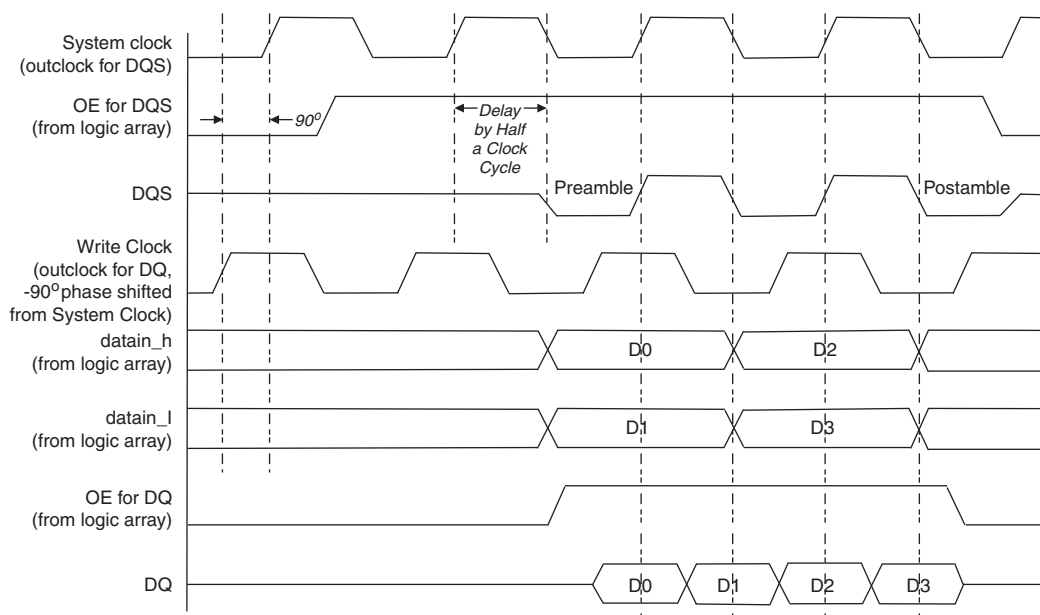 System clock
(outclock for DQS)
OE for DQS
(from logic array)
90º
Delay
by Half
a Clock
Cycle
DQS
Preamble
Postamble
Write Clock
(outclock for DQ,
-90º phase shifted
from System Clock)
datain_h
(from logic array)
D0
D2
datain_l
(from logic array)
D1
D3
OE for DQ
(from logic array)
DQ
D0
D1
D2
D3